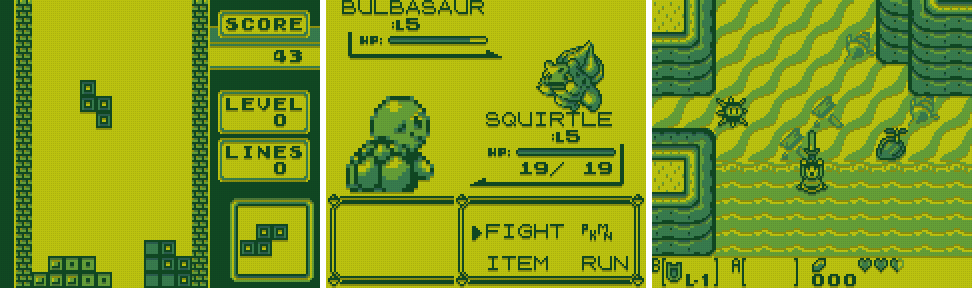 SCORE
43
LEVEL
0
LINES
0
BULBASAUR
:L5
HP:
SQUIRTLE
:L5
HP:
19/ 19
▶FIGHT PKMN
ITEM RUN
B[ L-1] A[ ] 000